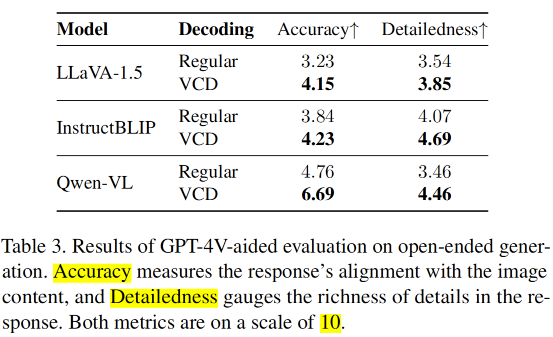 Model Decoding Accuracy↑ Detailedness↑
LLaVA-1.5 Regular 3.23 3.54
VCD 4.15 3.85
InstructBLIP Regular 3.84 4.07
VCD 4.23 4.69
Qwen-VL Regular 4.76 3.46
VCD 6.69 4.46
Table 3. Results of GPT-4V-aided evaluation on open-ended gener-
ation. Accuracy measures the response's alignment with the image
content, and Detailedness gauges the richness of details in the re-
sponse. Both metrics are on a scale of 10.